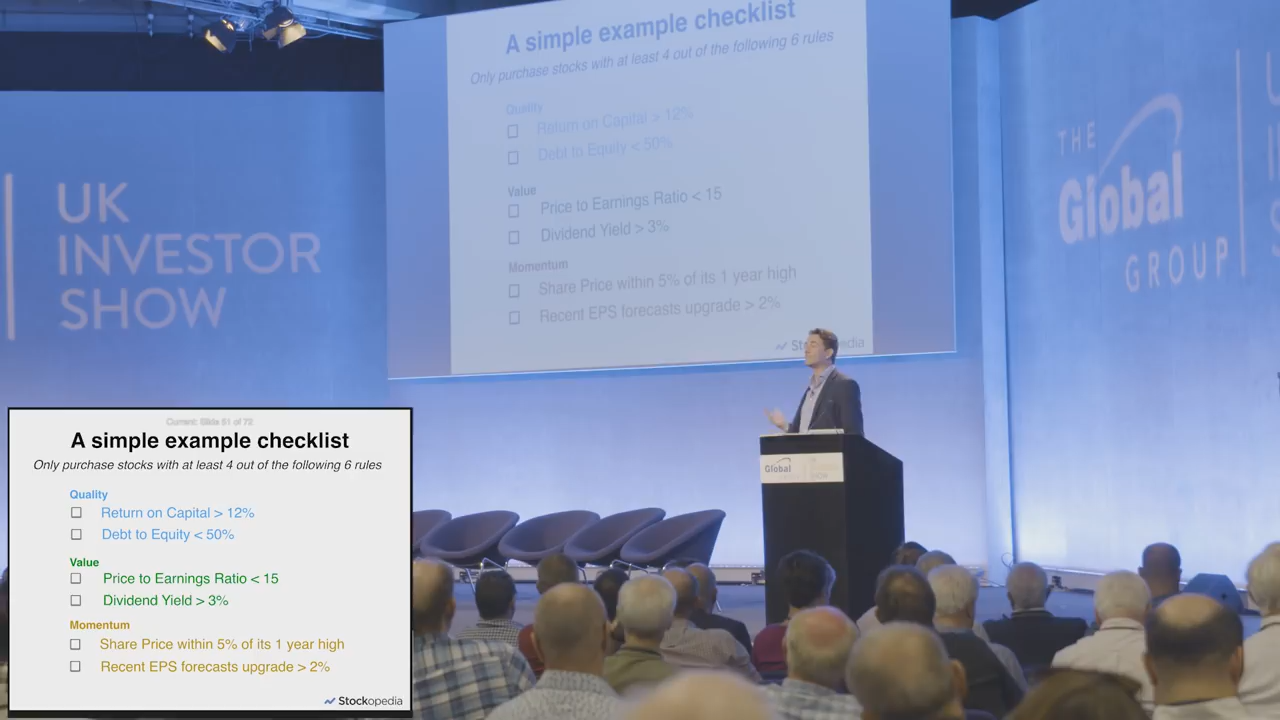 A simple example checklist
Only purchase stocks with at least 4 out of the following 6 rules
Quality
Return on Capital > 12%
Debt to Equity < 50%
Value
Price to Earnings Ratio < 15
Dividend Yield > 3%
Momentum
Share Price within 5% of its 1 year high
Recent EPS forecasts upgrade > 2%
UK
INVESTOR
SHOW
THE
Global
GROUP
Global
Current: Slide 51 of 72
A simple example checklist
Only purchase stocks with at least 4 out of the following 6 rules
Quality
Return on Capital > 12%
Debt to Equity < 50%
Value
Price to Earnings Ratio < 15
Dividend Yield > 3%
Momentum
Share Price within 5% of its 1 year high
Recent EPS forecasts upgrade > 2%
Stockopedia